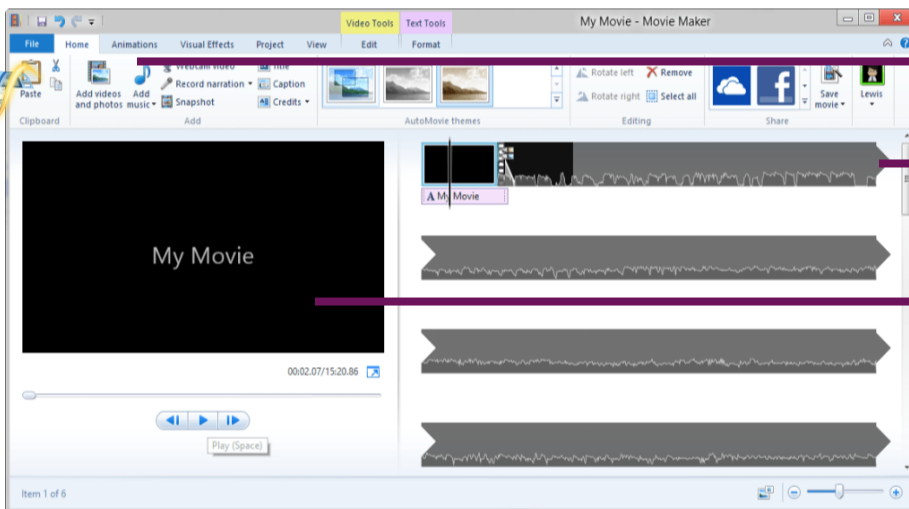 Video Tools Text Tools My Movie - Movie Maker
File Home Animations Visual Effects Project View Edit Format
Paste
Clipboard
Add videos and photos
Add music
Webcam video
Record narration
Snapshot
Title
Caption
Credits
Add
AutoMovie themes
Rotate left
Rotate right
Remove
Select all
Editing
Share
Save movie
Lewis
My Movie
A My Movie
00:02.07/15:20.86
Play (Space)
Item 1 of 6